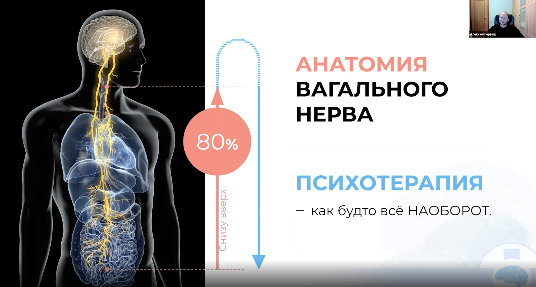 АНАТОМИЯ
ВАГАЛЬНОГО
НЕРВА
80%
Снизу вверх
ПСИХОТЕРАПИЯ
– как будто всё НАОБОРОТ.